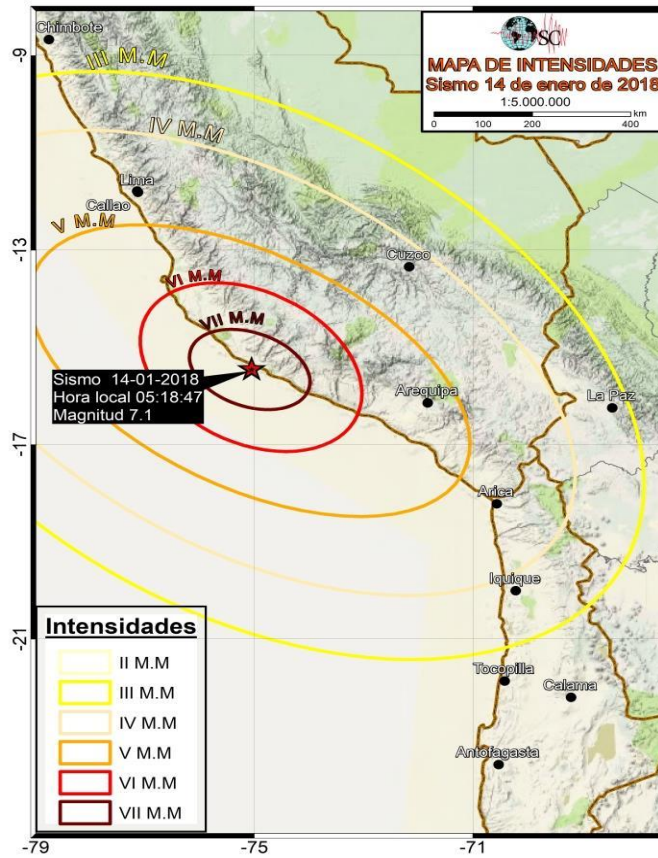 Chimbote
-9
SC
MAPA DE INTENSIDADES
Sismo 14 de enero de 2018
1:5.000.000
km
0 100 200 400
III M.M
IV M.M
Lima
Callao
V M.M
-13
Cuzco
VI M.M
VII M.M
Sismo 14-01-2018
Hora local 05:18:47
Magnitud 7.1
Arequipa
La Paz
-17
Arica
Iquique
Intensidades
II M.M
III M.M
IV M.M
V M.M
VI M.M
VII M.M
-21
Tocopilla
Calama
Antofagasta
-79 -75 -71